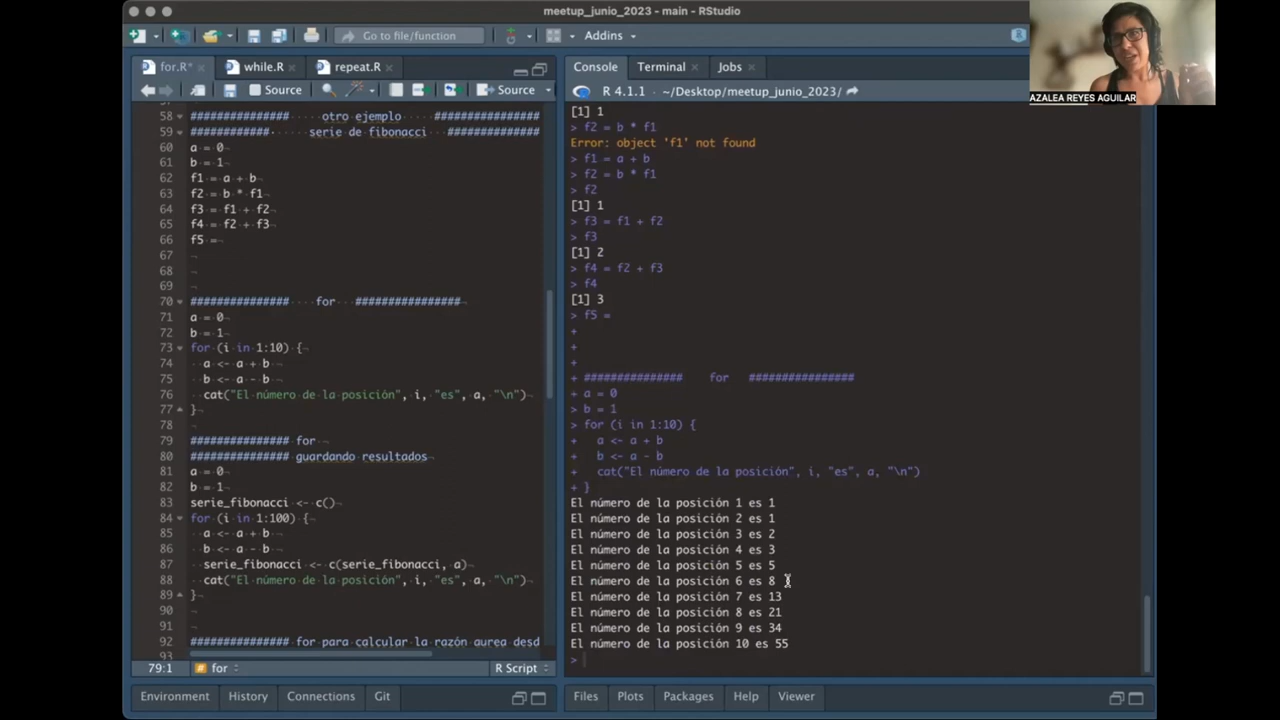 meetup_junio_2023 - main - RStudio
Go to file/function
Addins
AZALEA REYES AGUILAR
for.R*
while.R
repeat.R
Source
Source
58 ############### otro ejemplo ################
59 ############ serie de fibonacci ##############
60 a = 0
61 b = 1
62 f1 = a + b
63 f2 = b * f1
64 f3 = f1 + f2
65 f4 = f2 + f3
66 f5 =
67
68
69
70 ############### for ################
71 a = 0
72 b = 1
73 for (i in 1:10) {
74 a <- a + b
75 b <- a - b
76 cat("El número de la posición", i, "es", a, "\n")
77 }
78
79 ############### for
80 ############### guardando resultados
81 a = 0
82 b = 1
83 serie_fibonacci <- c()
84 for (i in 1:100) {
85 a <- a + b
86 b <- a - b
87 serie_fibonacci <- c(serie_fibonacci, a)
88 cat("El número de la posición", i, "es", a, "\n")
89 }
90
91
92 ############### for para calcular la razón aurea desd
93
79:1
for
R Script
Environment
History
Connections
Git
Console
Terminal
Jobs
R 4.1.1 · ~/Desktop/meetup_junio_2023/
[1] 1
> f2 = b * f1
Error: object 'f1' not found
> f1 = a + b
> f2 = b * f1
> f2
[1] 1
> f3 = f1 + f2
> f3
[1] 2
> f4 = f2 + f3
> f4
[1] 3
> f5 =
+
+
+
+ ############### for ################
+ a = 0
> b = 1
> for (i in 1:10) {
+ a <- a + b
+ b <- a - b
+ cat("El número de la posición", i, "es", a, "\n")
+ }
El número de la posición 1 es 1
El número de la posición 2 es 1
El número de la posición 3 es 2
El número de la posición 4 es 3
El número de la posición 5 es 5
El número de la posición 6 es 8
El número de la posición 7 es 13
El número de la posición 8 es 21
El número de la posición 9 es 34
El número de la posición 10 es 55
>
Files
Plots
Packages
Help
Viewer